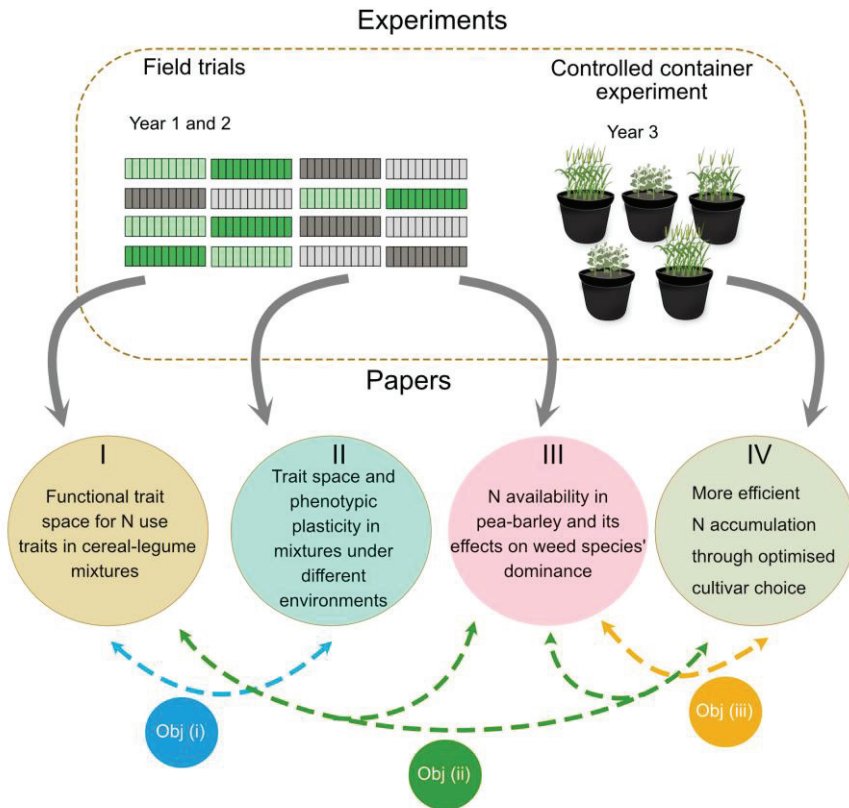 Experiments
Field trials
Controlled container
experiment
Year 1 and 2
Year 3
Papers
I
Functional trait
space for N use
traits in cereal-legume
mixtures
II
Trait space and
phenotypic
plasticity in
mixtures under
different
environments
III
N availability in
pea-barley and its
effects on weed species'
dominance
IV
More efficient
N accumulation
through optimised
cultivar choice
Obj (i)
Obj (ii)
Obj (iii)